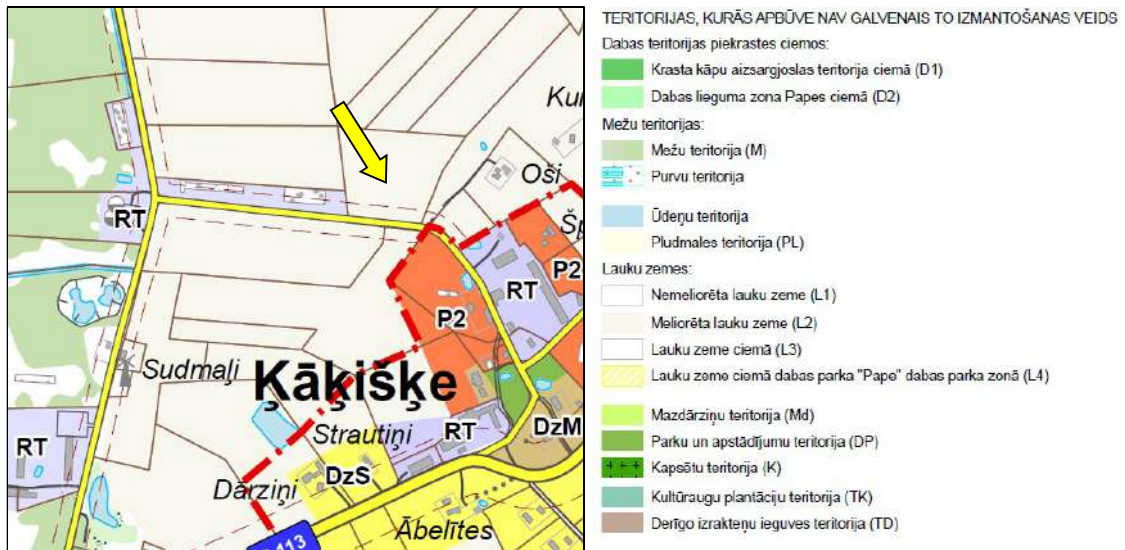 Ku
Oši
Šp
RT
P2
RT
P2
Sudmaļi
Ķāķišķe
Strautiņi
RT
DzM
RT
Dārziņi
DzS
Ābelītes
113
TERITORIJAS, KURĀS APBŪVE NAV GALVENAIS TO IZMANTOŠANAS VEIDS
Dabas teritorijas piekrastes ciemos:
Krasta kāpu aizsargjoslas teritorija ciemā (D1)
Dabas lieguma zona Papes ciemā (D2)
Mežu teritorijas:
Mežu teritorija (M)
Purvu teritorija
Ūdeņu teritorija
Pludmales teritorija (PL)
Lauku zemes:
Nemeliorēta lauku zeme (L1)
Meliorēta lauku zeme (L2)
Lauku zeme ciemā (L3)
Lauku zeme ciemā dabas parka "Pape" dabas parka zonā (L4)
Mazdārziņu teritorija (Md)
Parku un apstādījumu teritorija (DP)
Kapsētu teritorija (K)
Kultūraugu plantāciju teritorija (TK)
Derīgo izrakteņu ieguves teritorija (TD)